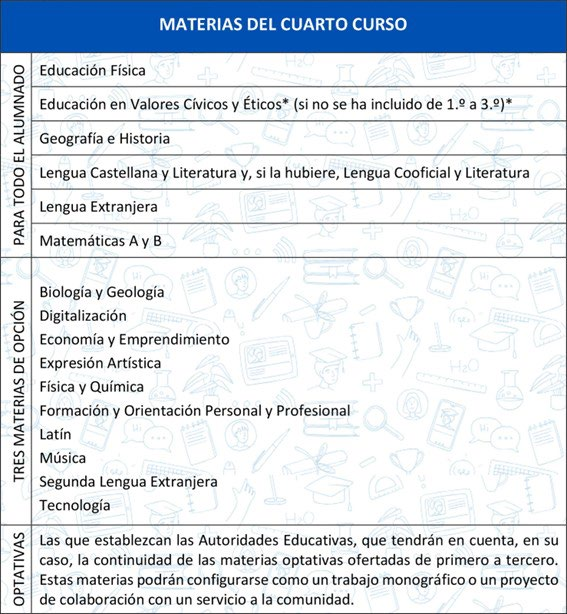 MATERIAS DEL CUARTO CURSO
PARA TODO EL ALUMNADO
Educación Física
Educación en Valores Cívicos y Éticos* (si no se ha incluido de 1.º a 3.º)*
Geografía e Historia
Lengua Castellana y Literatura y, si la hubiere, Lengua Cooficial y Literatura
Lengua Extranjera
Matemáticas A y B
TRES MATERIAS DE OPCIÓN
Biología y Geología
Digitalización
Economía y Emprendimiento
Expresión Artística
Física y Química
Formación y Orientación Personal y Profesional
Latín
Música
Segunda Lengua Extranjera
Tecnología
OPTATIVAS
Las que establezcan las Autoridades Educativas, que tendrán en cuenta, en su
caso, la continuidad de las materias optativas ofertadas de primero a tercero.
Estas materias podrán configurarse como un trabajo monográfico o un proyecto
de colaboración con un servicio a la comunidad.